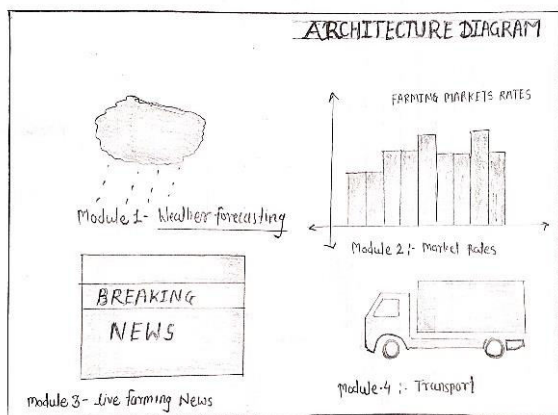 ARCHITECTURE DIAGRAM
FARMING MARKETS RATES
Module 1- Weather forecasting
Module 2:- Market Rates
BREAKING
NEWS
Module 3- live farming News
Module-4:- Transport